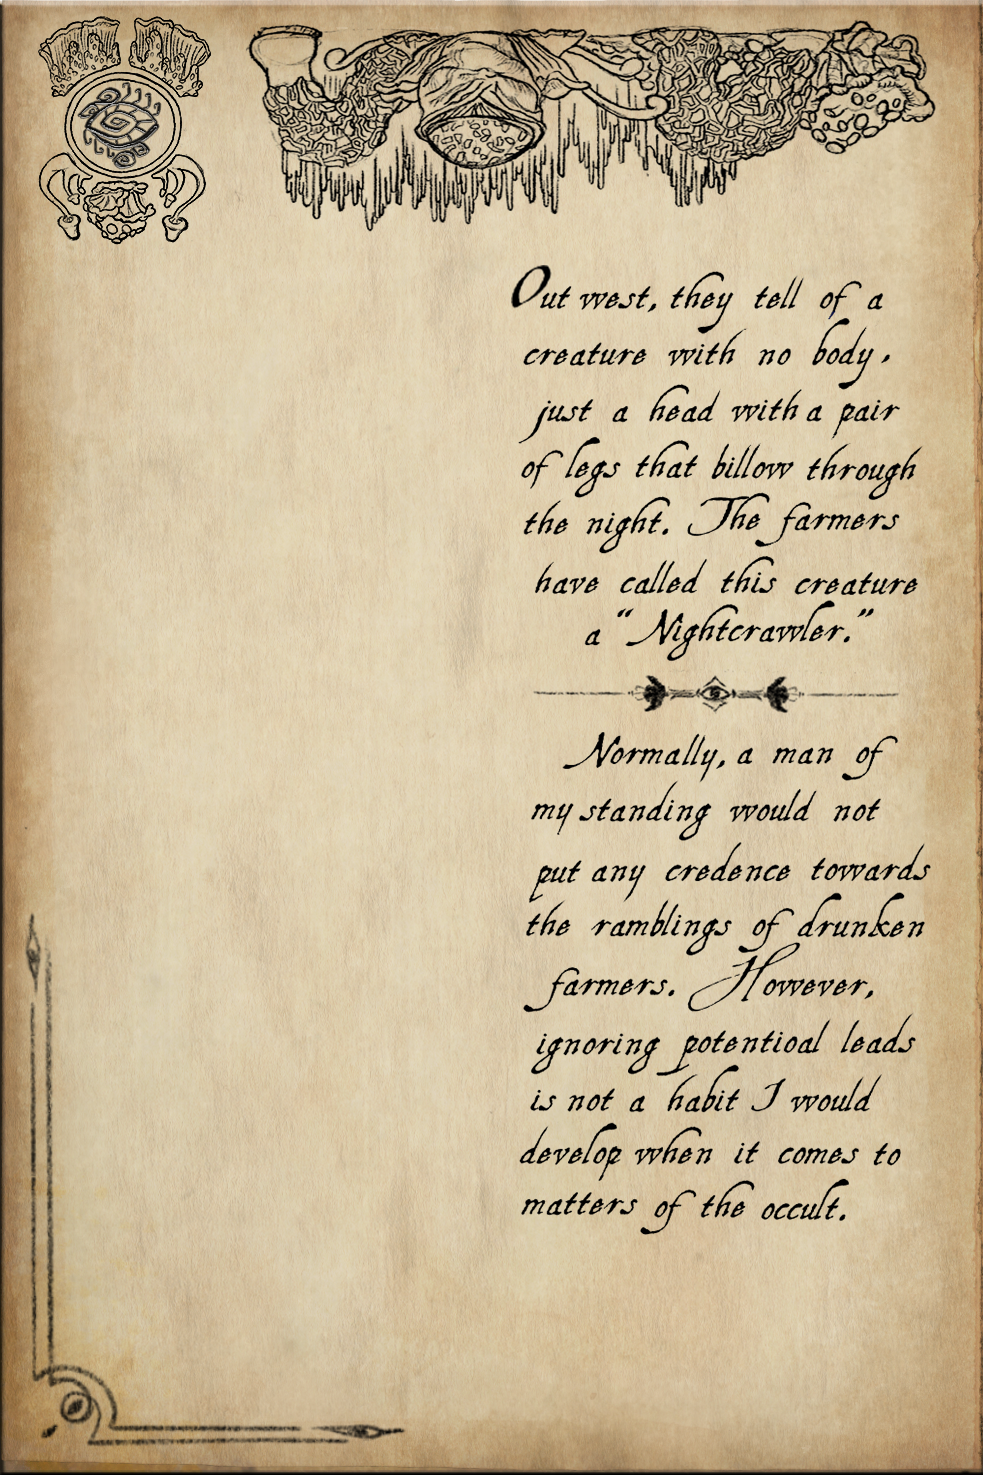 Out west, they tell of a
creature with no body,
just a head with a pair
of legs that billow through
the night. The farmers
have called this creature
a "Nightcrawler."
Normally, a man of
my standing would not
put any credence towards
the ramblings of drunken
farmers. However,
ignoring potentioal leads
is not a habit I would
develop when it comes to
matters of the occult.